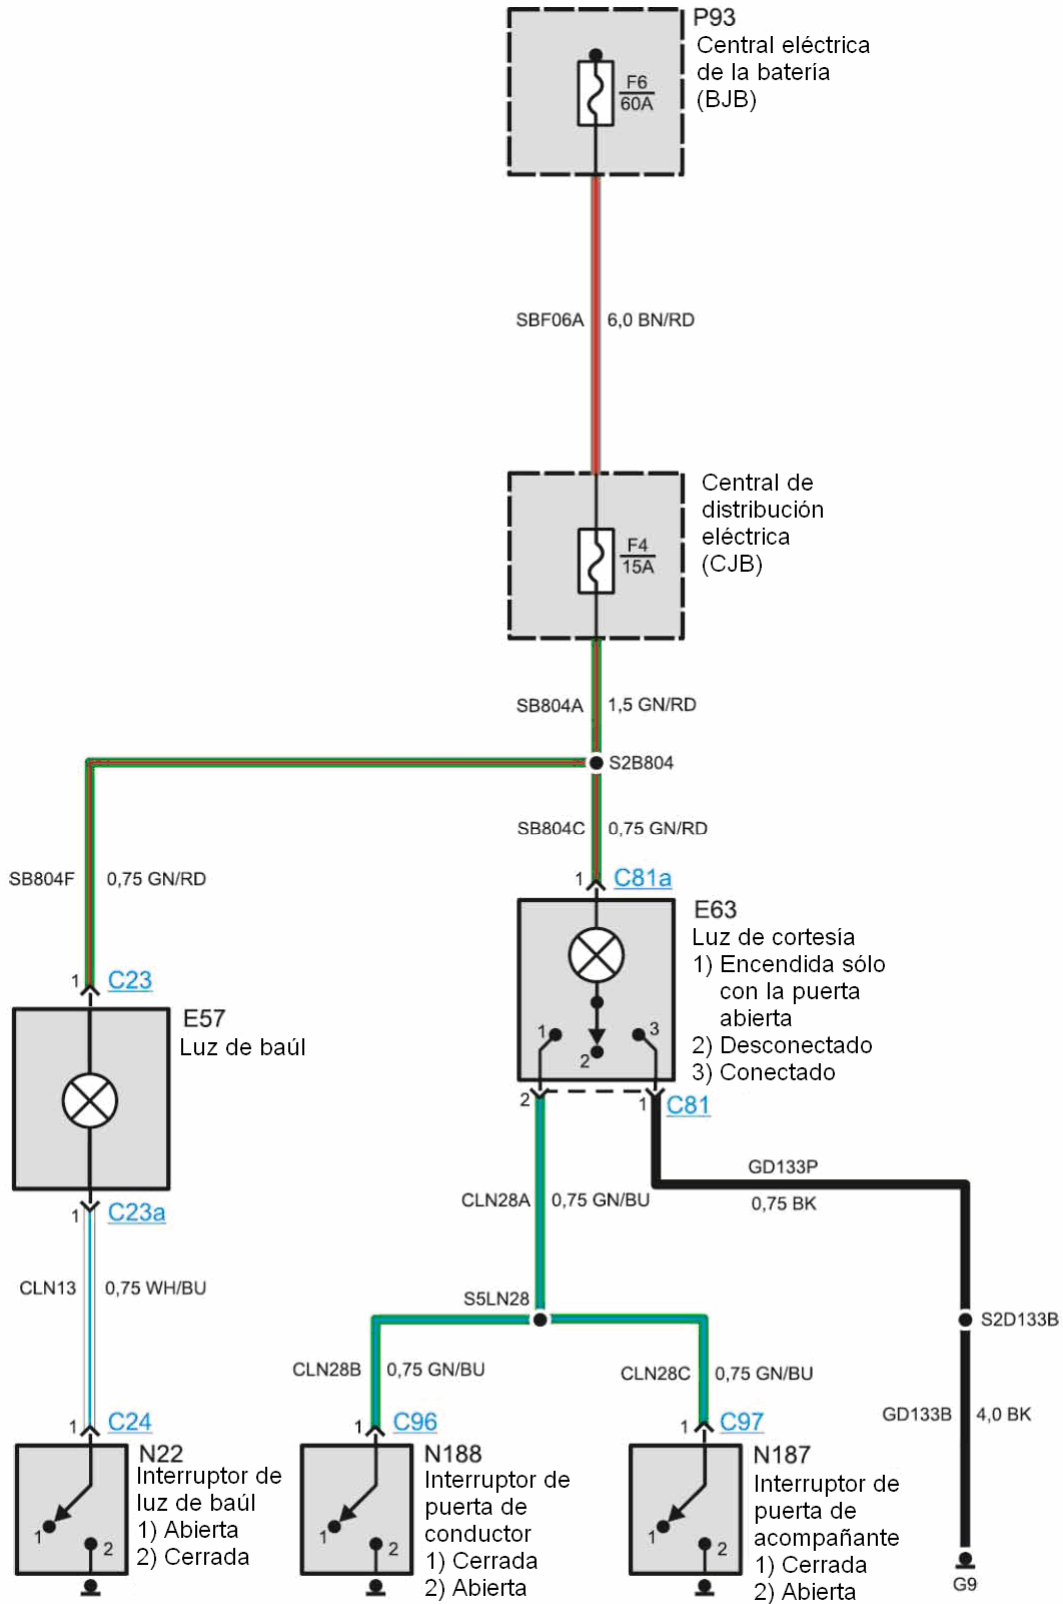 P93
Central eléctrica
de la batería
(BJB)
F6
60A
SBF06A
6,0 BN/RD
Central de
distribución
eléctrica
(CJB)
F4
15A
SB804A
1,5 GN/RD
S2B804
SB804C
0,75 GN/RD
SB804F
0,75 GN/RD
1
C81a
E63
Luz de cortesía
1) Encendida sólo
con la puerta
abierta
2) Desconectado
3) Conectado
1
2
3
1
C23
E57
Luz de baúl
2
1
C81
GD133P
0,75 BK
CLN28A
0,75 GN/BU
1
C23a
CLN13
0,75 WH/BU
S5LN28
S2D133B
CLN28B
0,75 GN/BU
CLN28C
0,75 GN/BU
GD133B
4,0 BK
1
C24
N22
Interruptor de
luz de baúl
1) Abierta
2) Cerrada
1
2
1
C96
N188
Interruptor de
puerta de
conductor
1) Cerrada
2) Abierta
1
2
1
C97
N187
Interruptor de
puerta de
acompañante
1) Cerrada
2) Abierta
1
2
G9